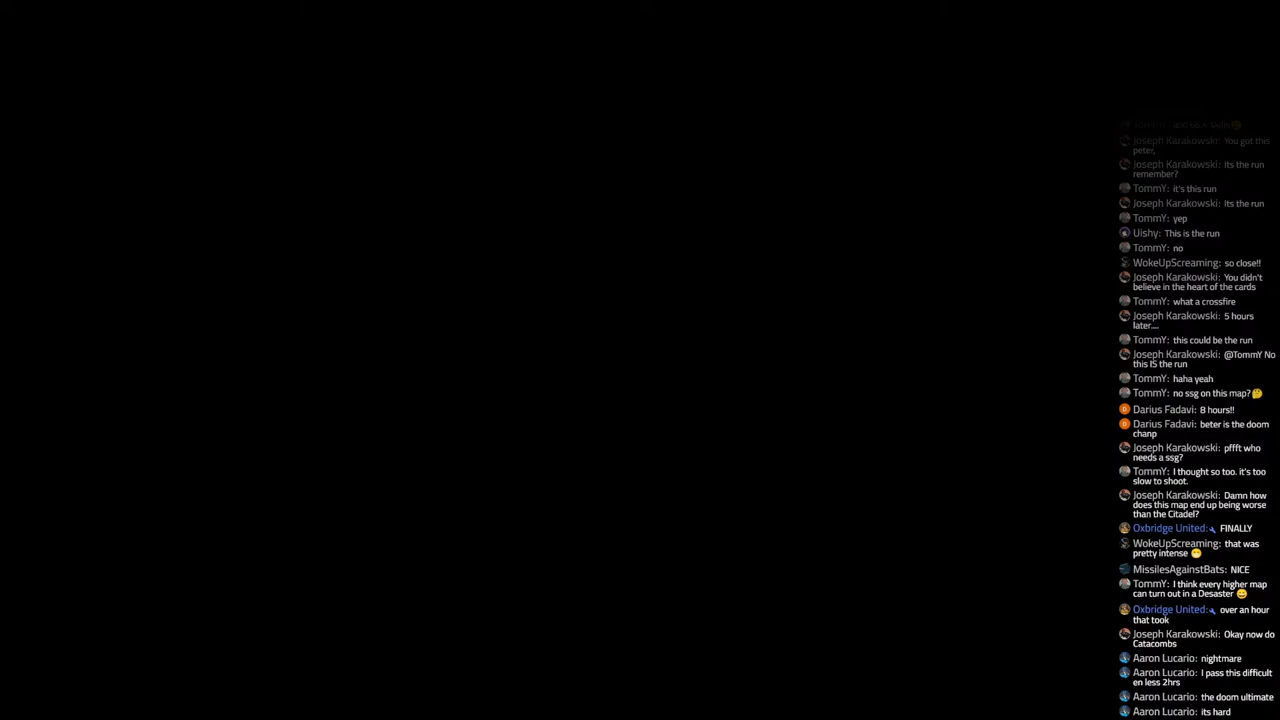 Joseph Karakowski: You got this
peter,
Joseph Karakowski: Its the run
remember?
TommY: it's this run
Joseph Karakowski: Its the run
TommY: yep
Uishy: This is the run
TommY: no
WokeUpScreaming: so close!!
Joseph Karakowski: You didn't
believe in the heart of the cards
TommY: what a crossfire
Joseph Karakowski: 5 hours
later....
TommY: this could be the run
Joseph Karakowski: @TommY No
this IS the run
TommY: haha yeah
TommY: no ssg on this map?🤔
D Darius Fadavi: 8 hours!!
D Darius Fadavi: beter is the doom
chanp
Joseph Karakowski: pffft who
needs a ssg?
TommY: I thought so too. it's too
slow to shoot.
Joseph Karakowski: Damn how
does this map end up being worse
than the Citadel?
Oxbridge United: FINALLY
WokeUpScreaming: that was
pretty intense 😁
MissilesAgainstBats: NICE
TommY: I think every higher map
can turn out in a Desaster 😄
Oxbridge United: over an hour
that took
Joseph Karakowski: Okay now do
Catacombs
Aaron Lucario: nightmare
Aaron Lucario: I pass this difficult
en less 2hrs
Aaron Lucario: the doom ultimate
Aaron Lucario: its hard